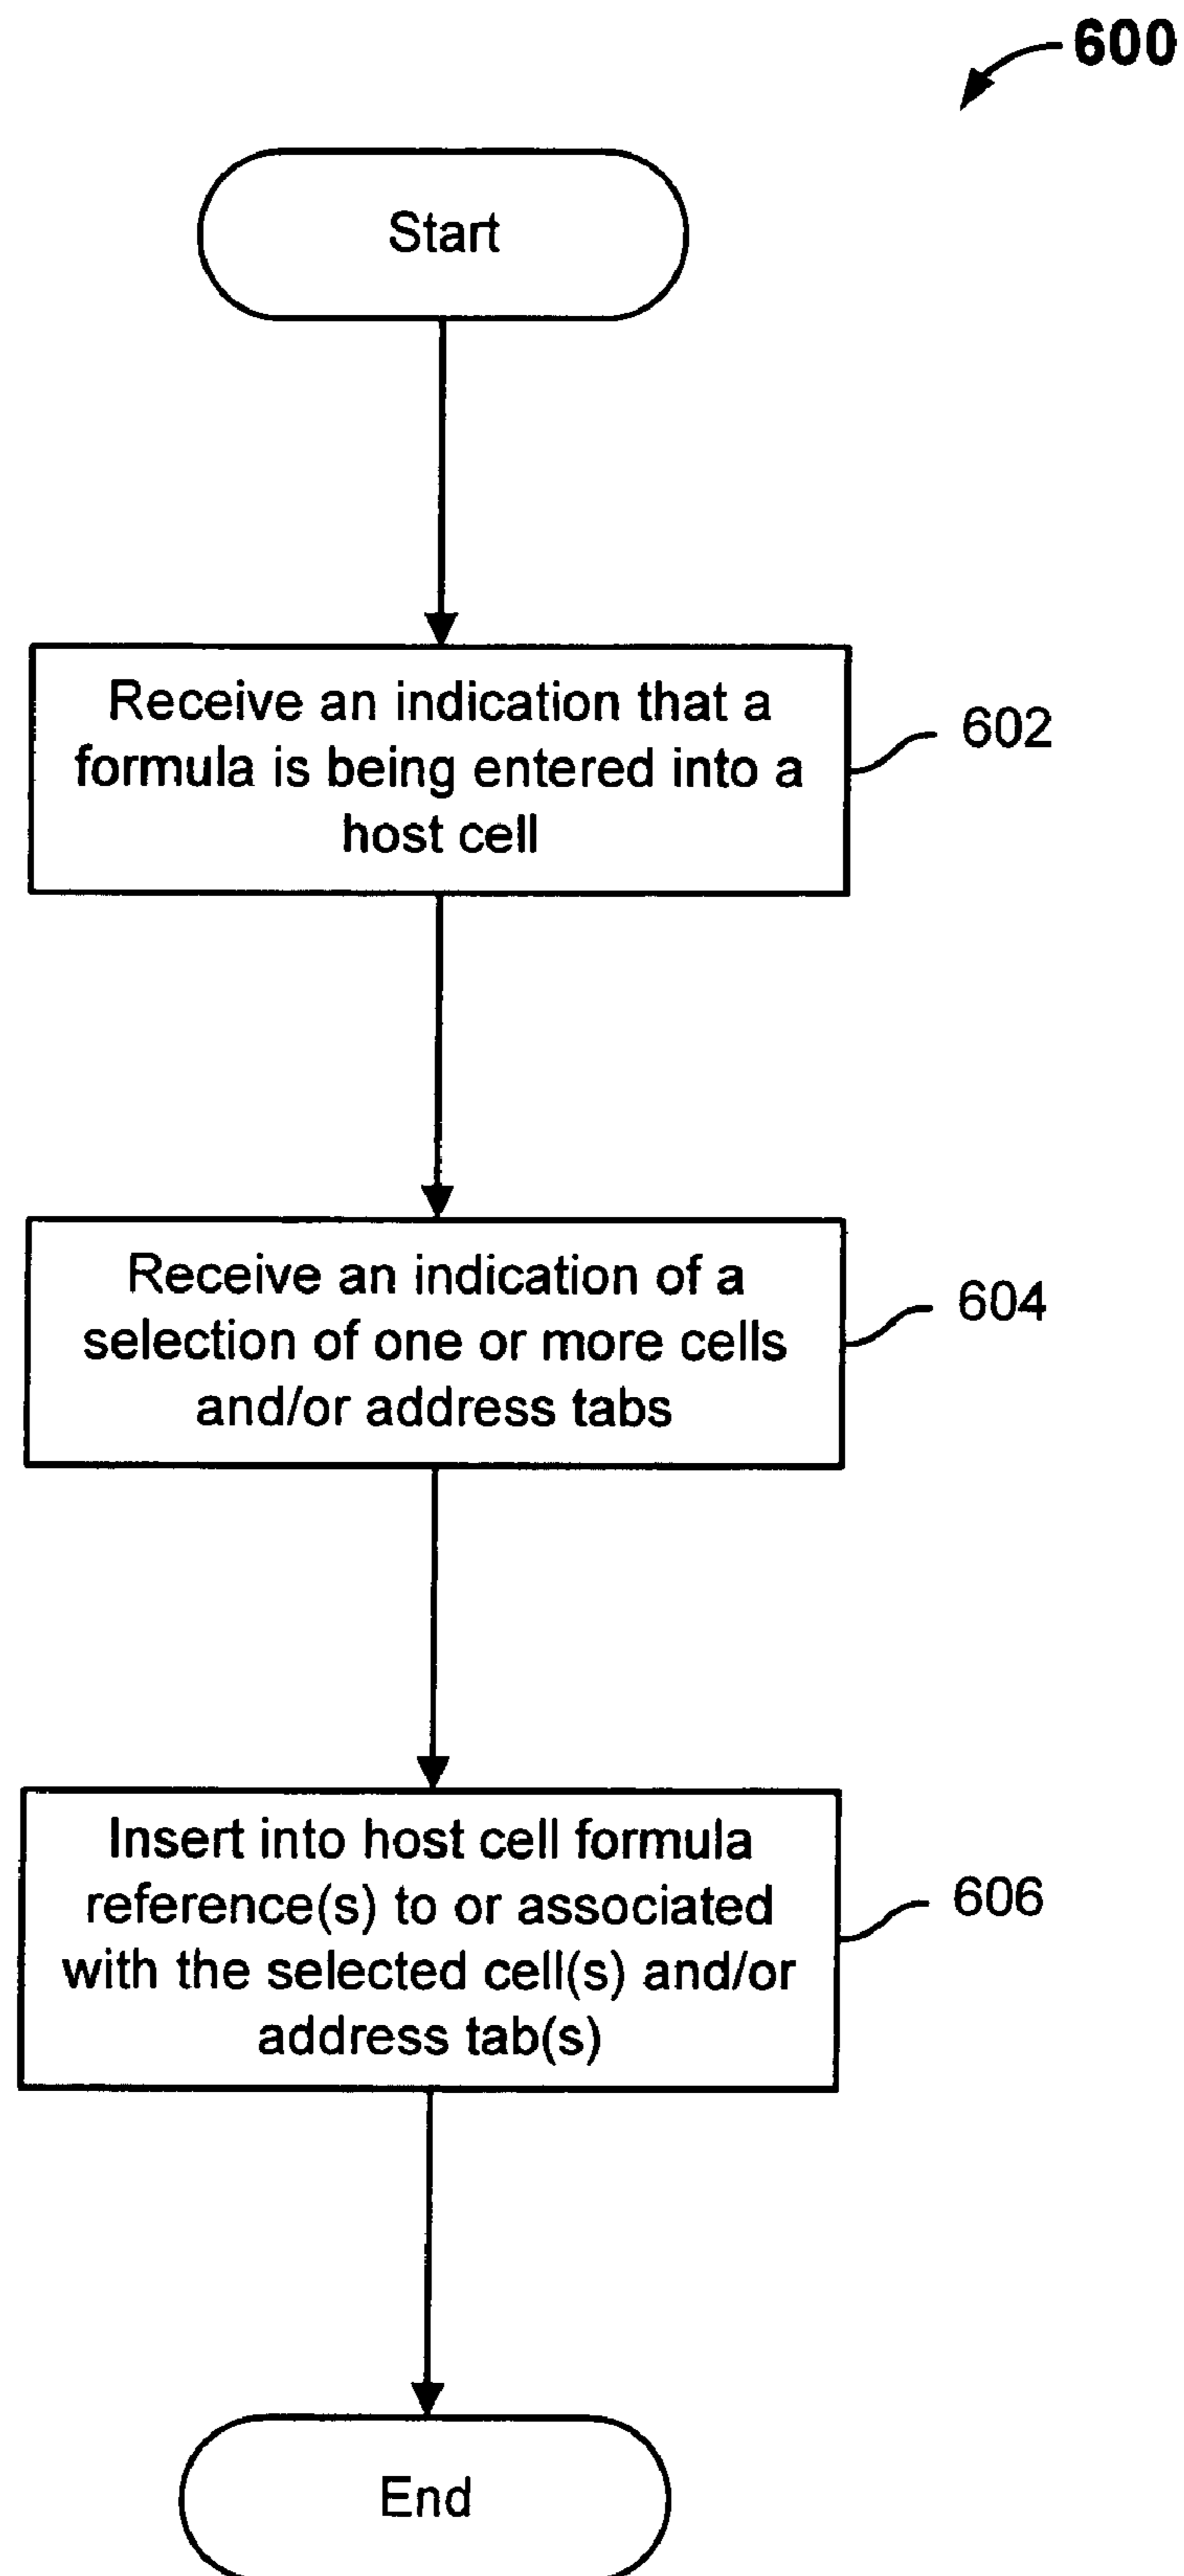 600
Start
Receive an indication that a
formula is being entered into a
host cell
602
Receive an indication of a
selection of one or more cells
and/or address tabs
604
Insert into host cell formula
reference(s) to or associated
with the selected cell(s) and/or
address tab(s)
606
End